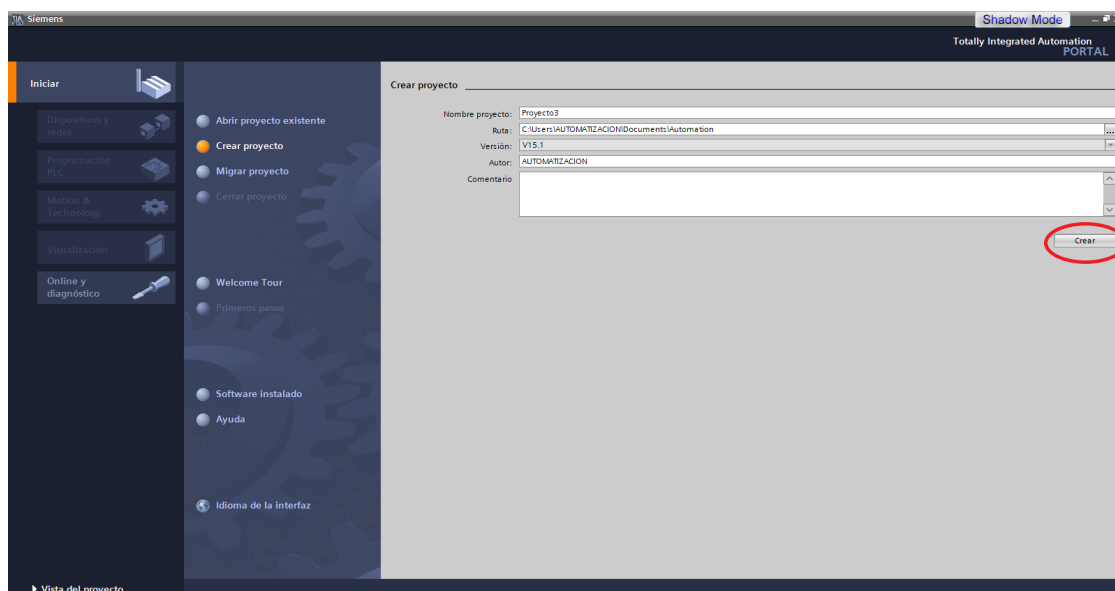 Siemens
Shadow Mode
Totally Integrated Automation
PORTAL
Iniciar
Dispositivos y
redes
Programación
PLC
Motion &
Technology
Visualización
Online y
diagnóstico
Abrir proyecto existente
Crear proyecto
Migrar proyecto
Cerrar proyecto
Welcome Tour
Primeros pasos
Software instalado
Ayuda
Idioma de la interfaz
Crear proyecto
Nombre proyecto: Proyecto3
Ruta: C:\Users\AUTOMATIZACION\Documents\Automation
...
Versión: V15.1
Autor: AUTOMATIZACION
Comentario
Crear
Vista del proyecto